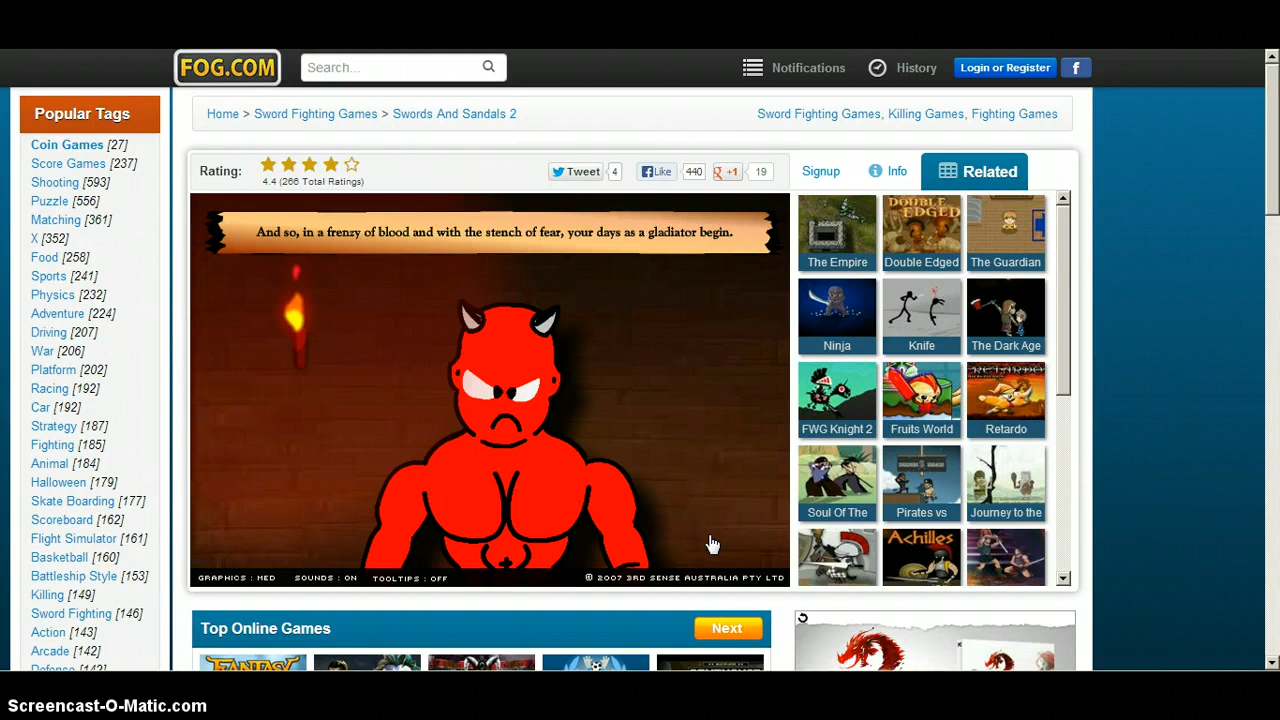 FOG.COM
Search...
Notifications
History
Login or Register
f
Popular Tags
Coin Games [27]
Score Games [237]
Shooting [593]
Puzzle [556]
Matching [361]
X [352]
Food [258]
Sports [241]
Physics [232]
Adventure [224]
Driving [207]
War [206]
Platform [202]
Racing [192]
Car [192]
Strategy [187]
Fighting [185]
Animal [184]
Halloween [179]
Skate Boarding [177]
Scoreboard [162]
Flight Simulator [161]
Basketball [160]
Battleship Style [153]
Killing [149]
Sword Fighting [146]
Action [143]
Arcade [142]
Defense [142]
Home > Sword Fighting Games > Swords And Sandals 2
Sword Fighting Games, Killing Games, Fighting Games
Rating:
4.4 (266 Total Ratings)
Tweet 4
Like 440
g +1 19
Signup
Info
Related
And so, in a frenzy of blood and with the stench of fear, your days as a gladiator begin.
GRAPHICS : MED SOUNDS : ON TOOLTIPS : OFF
© 2007 3RD SENSE AUSTRALIA PTY LTD
The Empire
DOUBLE EDGED
Double Edged
The Guardian
Ninja
Knife
The Dark Age
FWG Knight 2
Fruits World
RETARDO
Retardo
Soul Of The
Pirates vs
Journey to the
Achilles
Top Online Games
Next
FANTASY
Screencast-O-Matic.com